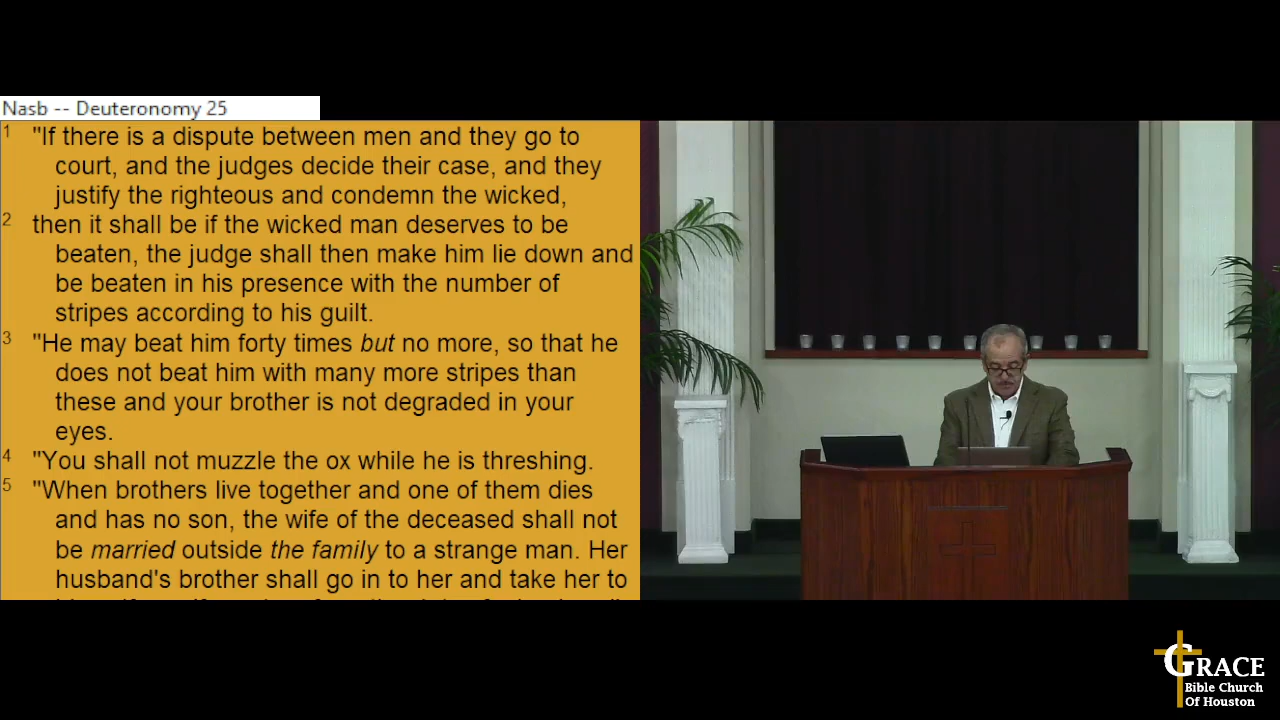 Nasb -- Deuteronomy 25
1 "If there is a dispute between men and they go to
court, and the judges decide their case, and they
justify the righteous and condemn the wicked,
2 then it shall be if the wicked man deserves to be
beaten, the judge shall then make him lie down and
be beaten in his presence with the number of
stripes according to his guilt.
3 "He may beat him forty times but no more, so that he
does not beat him with many more stripes than
these and your brother is not degraded in your
eyes.
4 "You shall not muzzle the ox while he is threshing.
5 "When brothers live together and one of them dies
and has no son, the wife of the deceased shall not
be married outside the family to a strange man. Her
husband's brother shall go in to her and take her to
GRACE
Bible Church
Of Houston